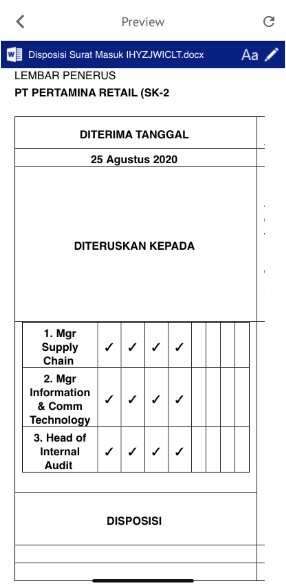 Preview
Disposisi Surat Masuk IHYZJWICLT.docx
Aa
LEMBAR PENERUS
PT PERTAMINA RETAIL (SK-2
DITERIMA TANGGAL
25 Agustus 2020
DITERUSKAN KEPADA
1. Mgr
Supply
Chain
✓ ✓ ✓ ✓
2. Mgr
Information
& Comm
Technology
✓ ✓ ✓ ✓
3. Head of
Internal
Audit
✓ ✓ ✓ ✓
DISPOSISI